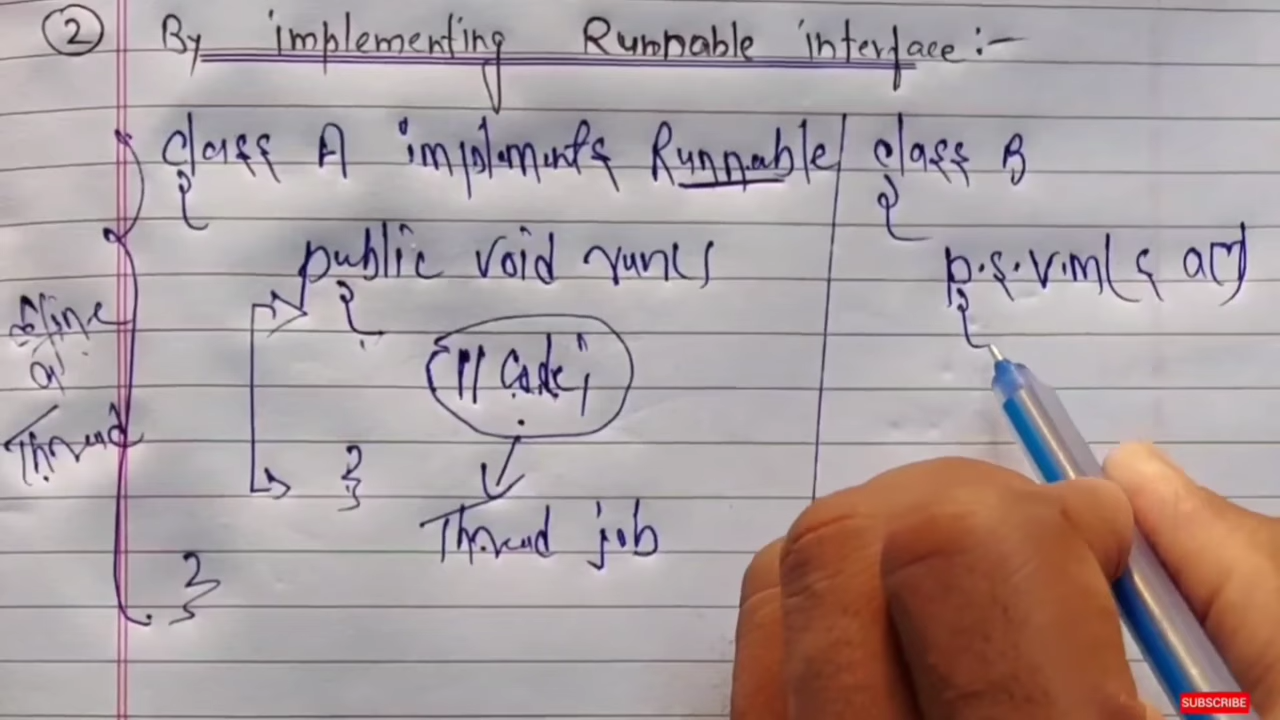 ② By implementing Runnable interface :-
class A implements Runnable
{
public void run()
{
// Code;
}
Thread job
}
Define
a
Thread
class B
{
p.s.v.m( s a[])
{
SUBSCRIBE